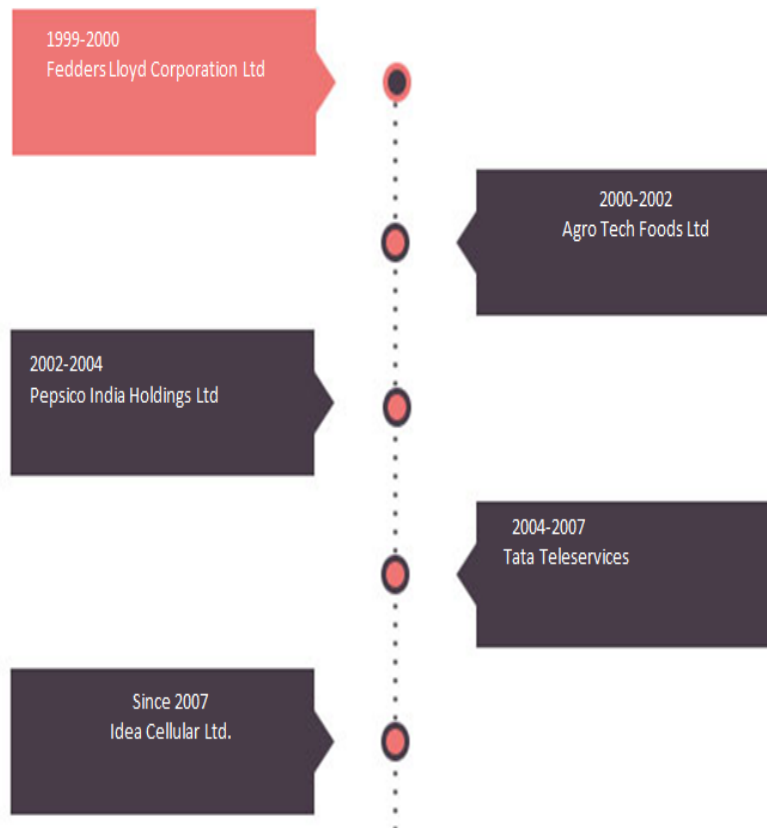 1999-2000
Fedders Lloyd Corporation Ltd
2000-2002
Agro Tech Foods Ltd
2002-2004
Pepsico India Holdings Ltd
2004-2007
Tata Teleservices
Since 2007
Idea Cellular Ltd.